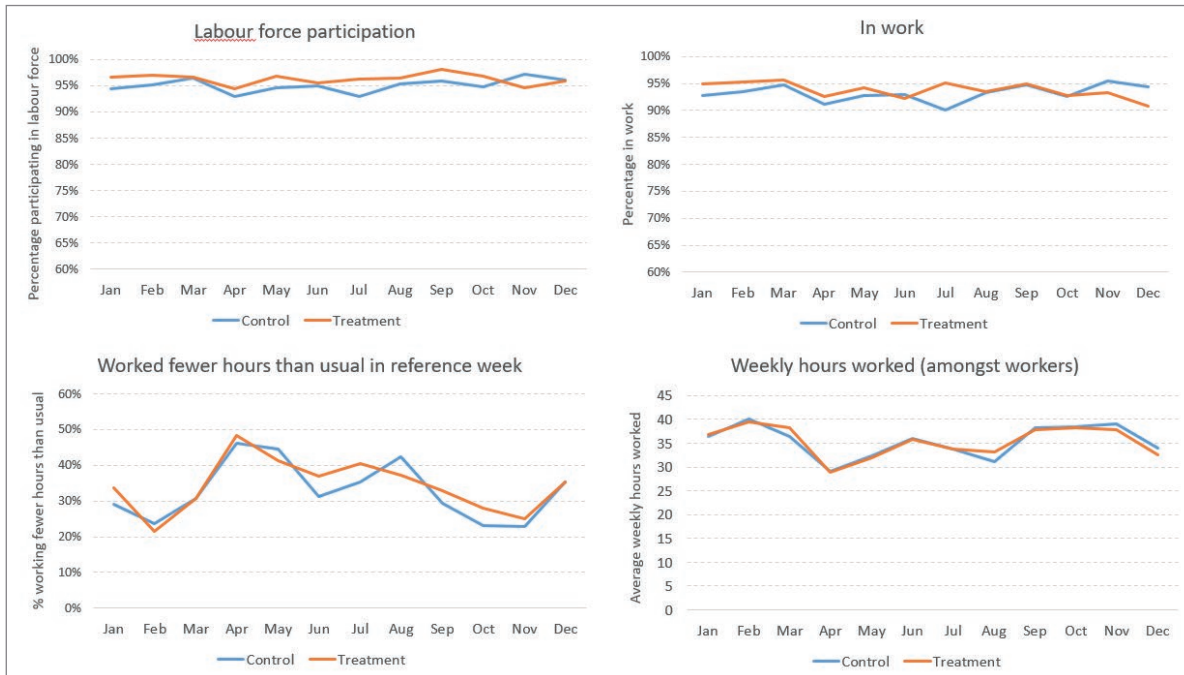 Labour force participation
Percentage participating in labour force
100%
95%
90%
85%
80%
75%
70%
65%
60%
Jan Feb Mar Apr May Jun Jul Aug Sep Oct Nov Dec
Control Treatment
In work
Percentage in work
100%
95%
90%
85%
80%
75%
70%
65%
60%
Jan Feb Mar Apr May Jun Jul Aug Sep Oct Nov Dec
Control Treatment
Worked fewer hours than usual in reference week
% working fewer hours than usual
60%
50%
40%
30%
20%
10%
0%
Jan Feb Mar Apr May Jun Jul Aug Sep Oct Nov Dec
Control Treatment
Weekly hours worked (amongst workers)
Average weekly hours worked
45
40
35
30
25
20
15
10
5
0
Jan Feb Mar Apr May Jun Jul Aug Sep Oct Nov Dec
Control Treatment